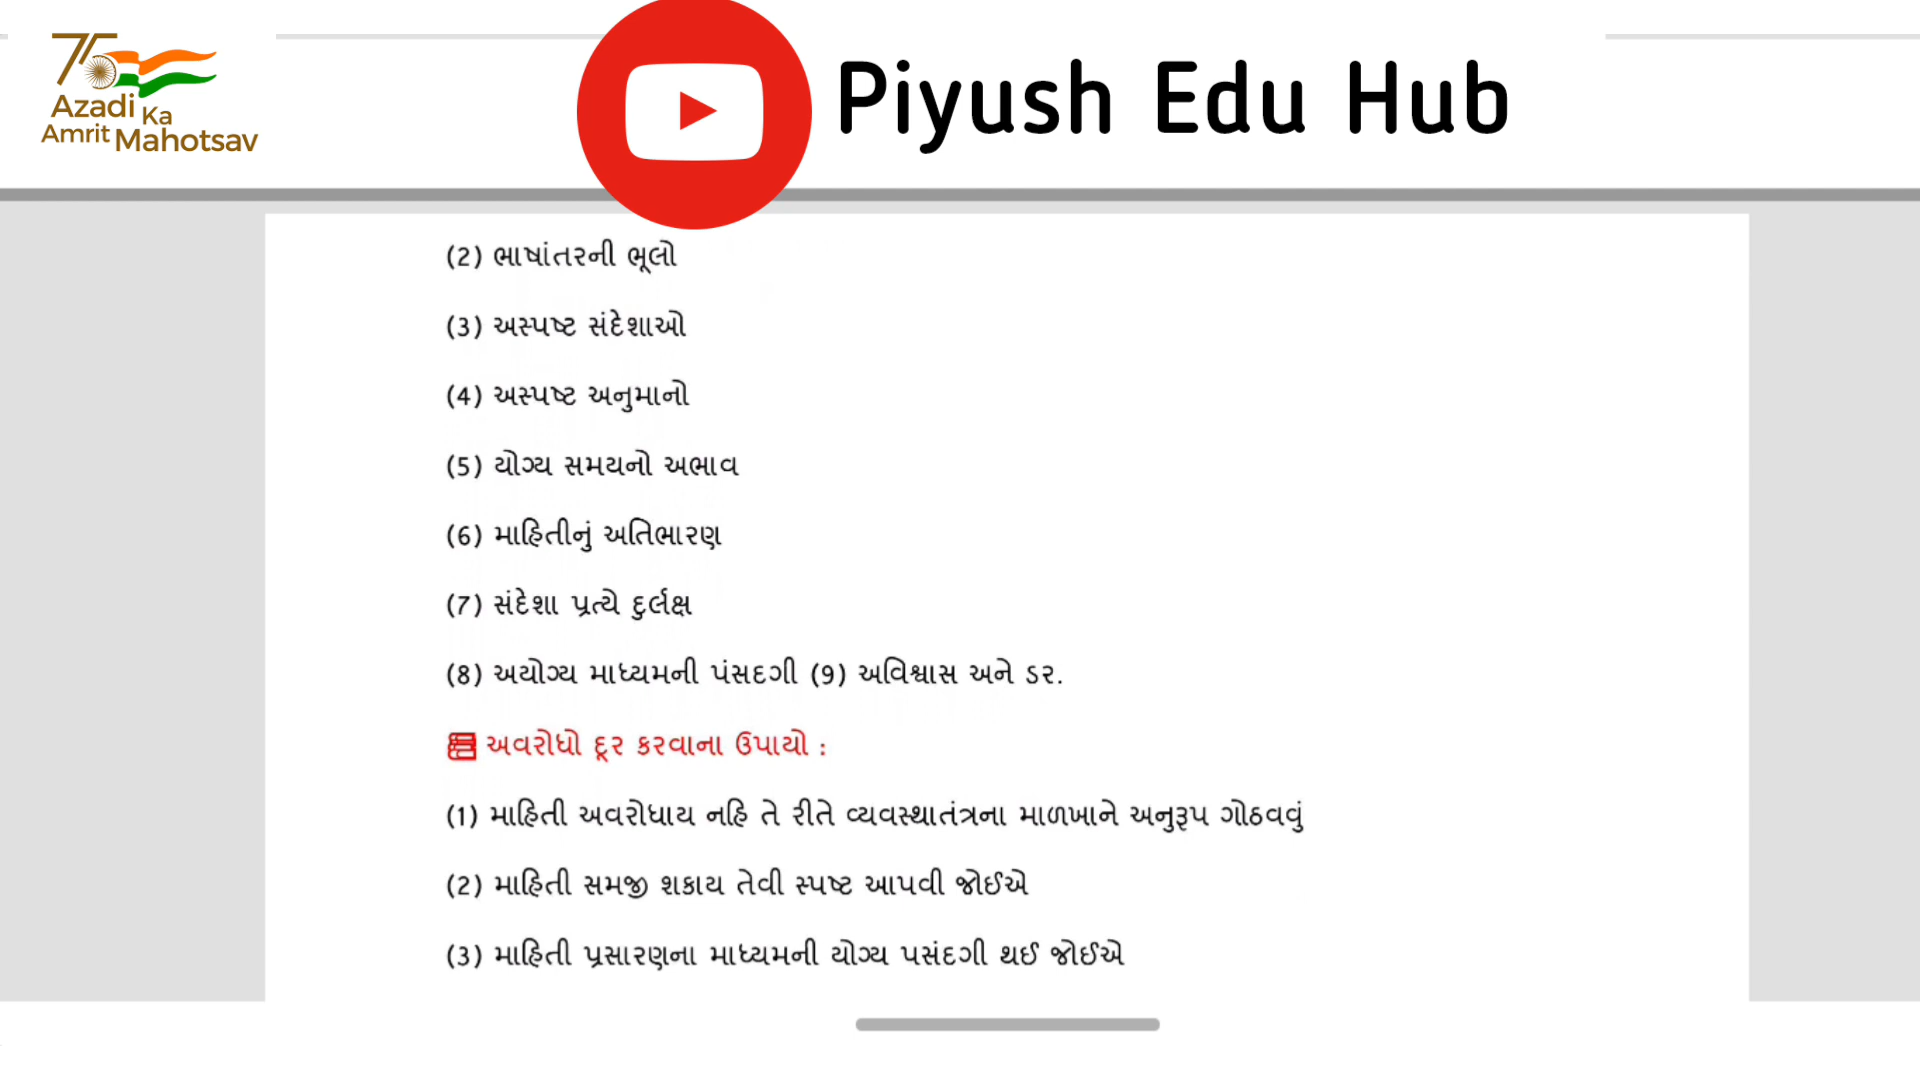 75
Azadi Ka
Amrit Mahotsav
Piyush Edu Hub
(2) ભાષાંતરની ભૂલો
(3) અસ્પષ્ટ સંદેશાઓ
(4) અસ્પષ્ટ અનુમાનો
(5) યોગ્ય સમયનો અભાવ
(6) માહિતીનું અતિભારણ
(7) સંદેશા પ્રત્યે દુર્લક્ષ
(8) અયોગ્ય માધ્યમની પંસદગી (9) અવિશ્વાસ અને ડર.
અવરોધો દૂર કરવાના ઉપાયો :
(1) માહિતી અવરોધાય નહિ તે રીતે વ્યવસ્થાતંત્રના માળખાને અનુરૂપ ગોઠવવું
(2) માહિતી સમજી શકાય તેવી સ્પષ્ટ આપવી જોઈએ
(3) માહિતી પ્રસારણના માધ્યમની યોગ્ય પસંદગી થઈ જોઈએ